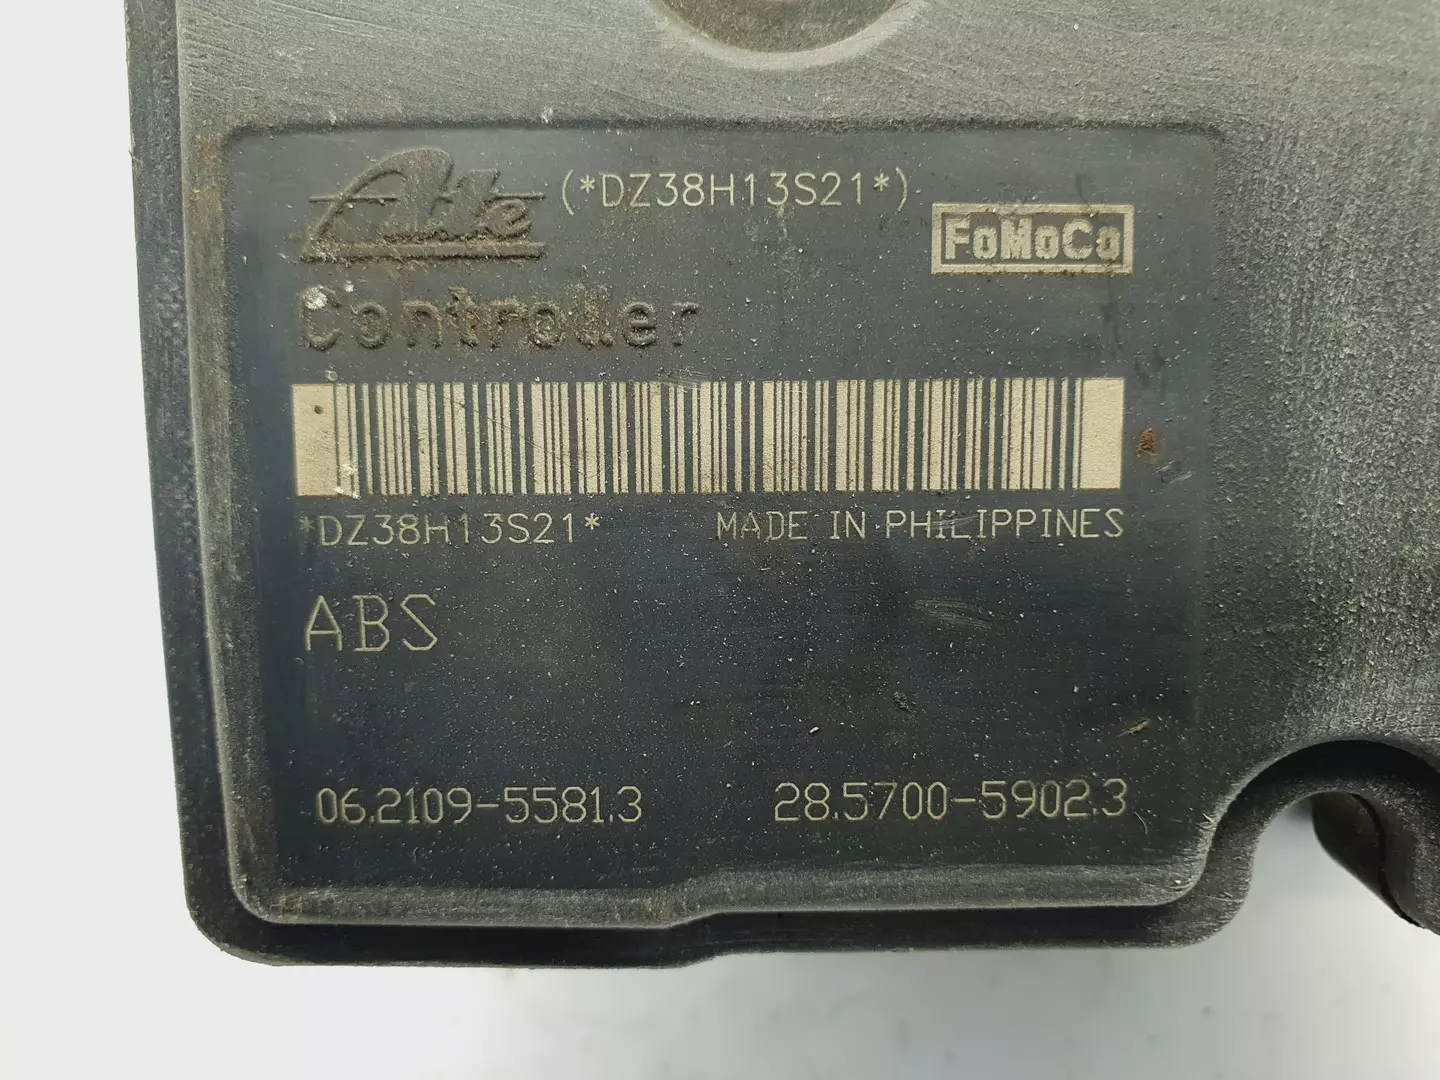 Ate (*DZ38H13S21*)
FoMoCo
Controller
*DZ38H13S21* MADE IN PHILIPPINES
ABS
06.2109-5581.3 28.5700-5902.3